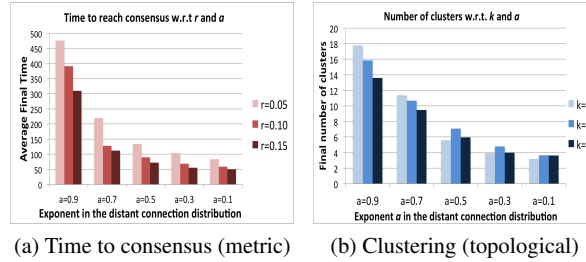 Time to reach consensus w.r.t r and a
Average Final Time
500
450
400
350
300
250
200
150
100
50
0
a=0.9 a=0.7 a=0.5 a=0.3 a=0.1
Exponent in the distant connection distribution
r=0.05
r=0.10
r=0.15
(a) Time to consensus (metric)
Number of clusters w.r.t. k and a
Final number of clusters
20
18
16
14
12
10
8
6
4
2
0
a=0.9 a=0.7 a=0.5 a=0.3 a=0.1
Exponent a in the distant connection distribution
k=
k=
k=
(b) Clustering (topological)